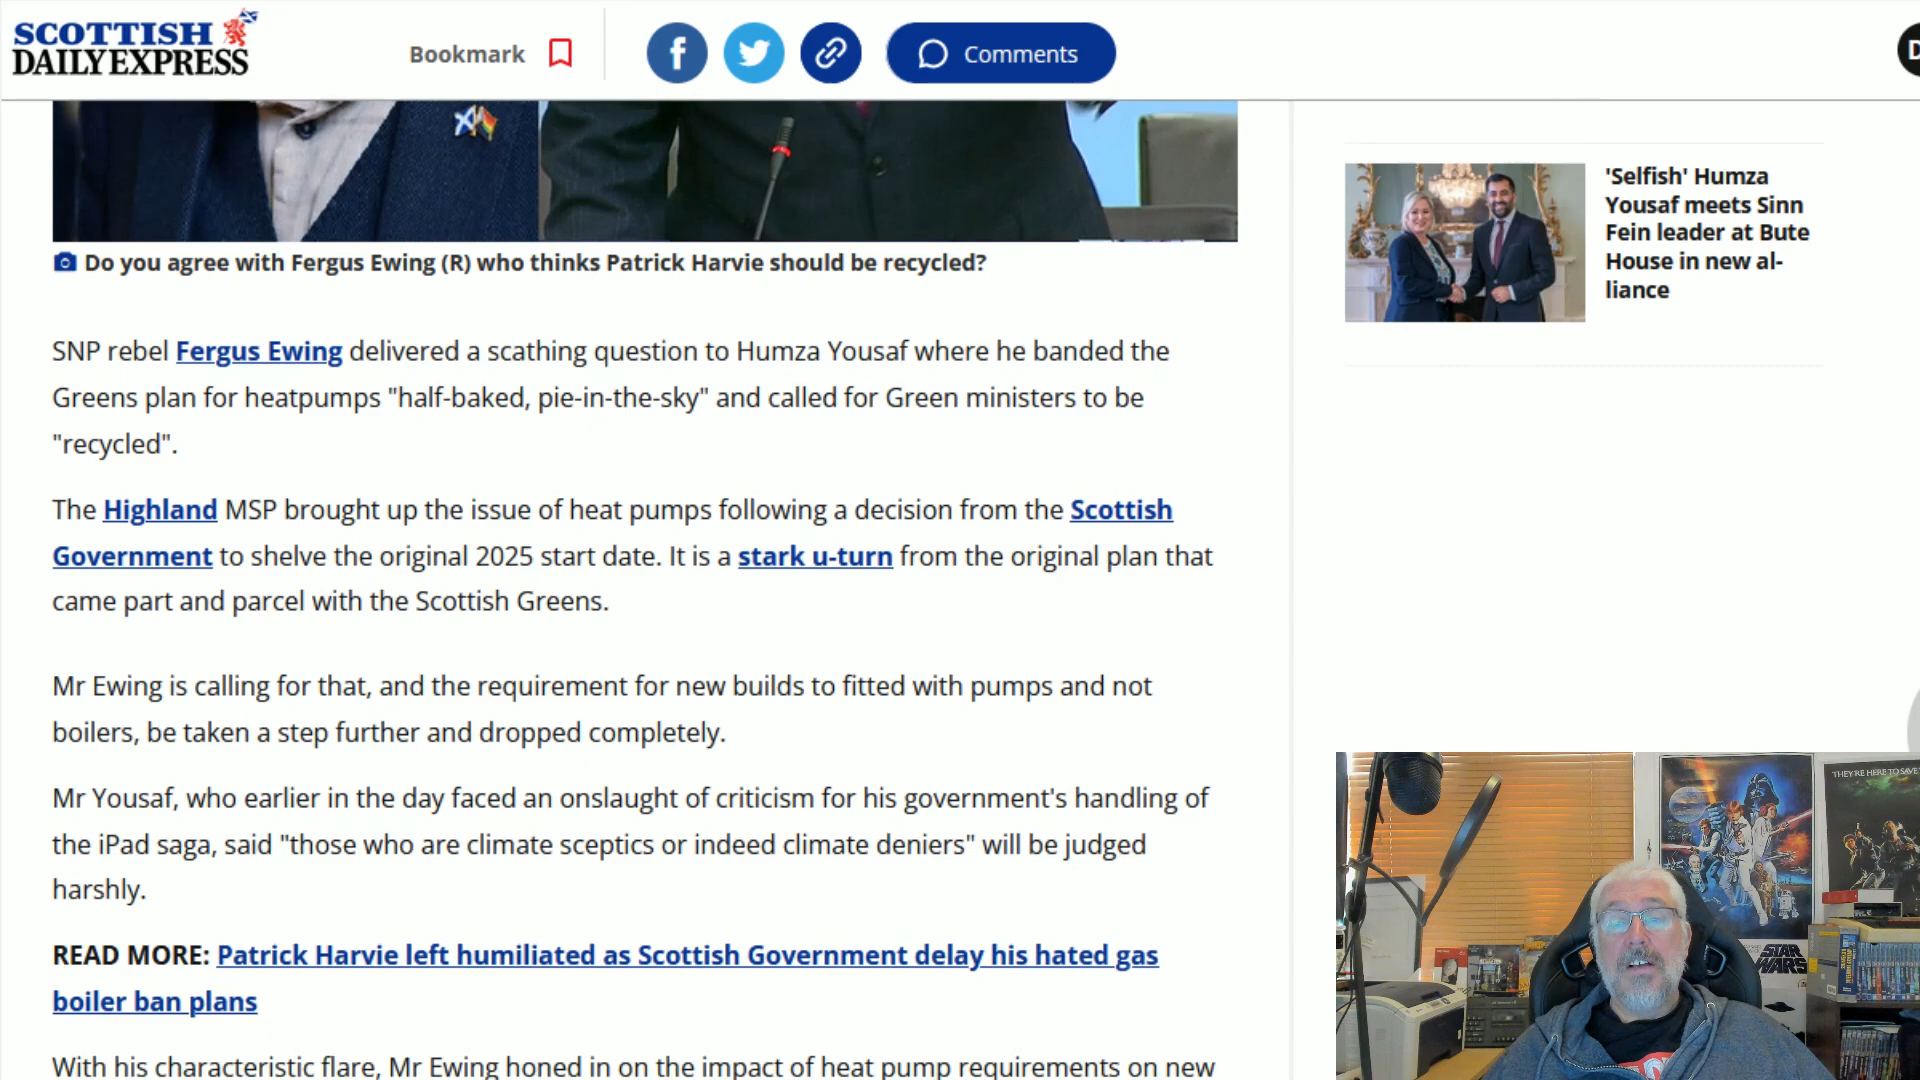 SCOTTISH
DAILY EXPRESS
Bookmark
Comments
Do you agree with Fergus Ewing (R) who thinks Patrick Harvie should be recycled?
SNP rebel Fergus Ewing delivered a scathing question to Humza Yousaf where he banded the
Greens plan for heatpumps "half-baked, pie-in-the-sky" and called for Green ministers to be
"recycled".
The Highland MSP brought up the issue of heat pumps following a decision from the Scottish
Government to shelve the original 2025 start date. It is a stark u-turn from the original plan that
came part and parcel with the Scottish Greens.
Mr Ewing is calling for that, and the requirement for new builds to fitted with pumps and not
boilers, be taken a step further and dropped completely.
Mr Yousaf, who earlier in the day faced an onslaught of criticism for his government's handling of
the iPad saga, said "those who are climate sceptics or indeed climate deniers" will be judged
harshly.
READ MORE: Patrick Harvie left humiliated as Scottish Government delay his hated gas
boiler ban plans
With his characteristic flare, Mr Ewing honed in on the impact of heat pump requirements on new
'Selfish' Humza
Yousaf meets Sinn
Fein leader at Bute
House in new al-
liance
THEY'RE HERE TO SAVE
STAR
WARS